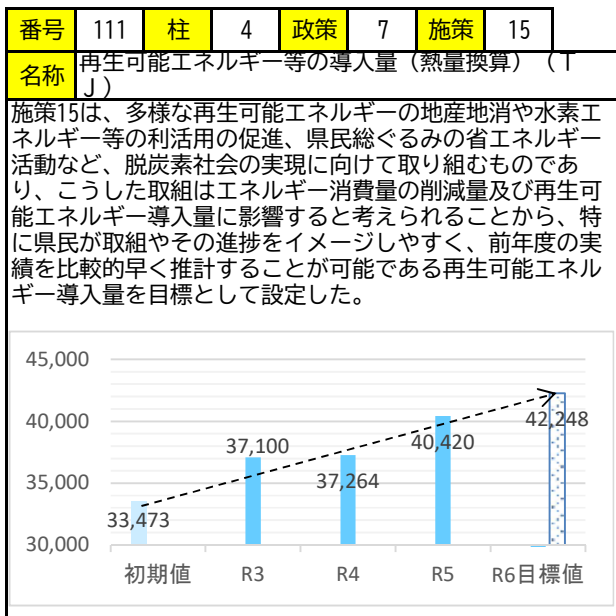 番号 111 柱 4 政策 7 施策 15
名称 再生可能エネルギー等の導入量（熱量換算）（T
J）
施策15は、多様な再生可能エネルギーの地産地消や水素エ
ネルギー等の利活用の促進、県民総ぐるみの省エネルギー
活動など、脱炭素社会の実現に向けて取り組むものであ
り、こうした取組はエネルギー消費量の削減量及び再生可
能エネルギー導入量に影響すると考えられることから、特
に県民が取組やその進捗をイメージしやすく、前年度の実
績を比較的早く推計することが可能である再生可能エネル
ギー導入量を目標として設定した。
45,000
40,000
35,000
30,000
33,473
37,100
37,264
40,420
42,248
初期値 R3 R4 R5 R6目標値